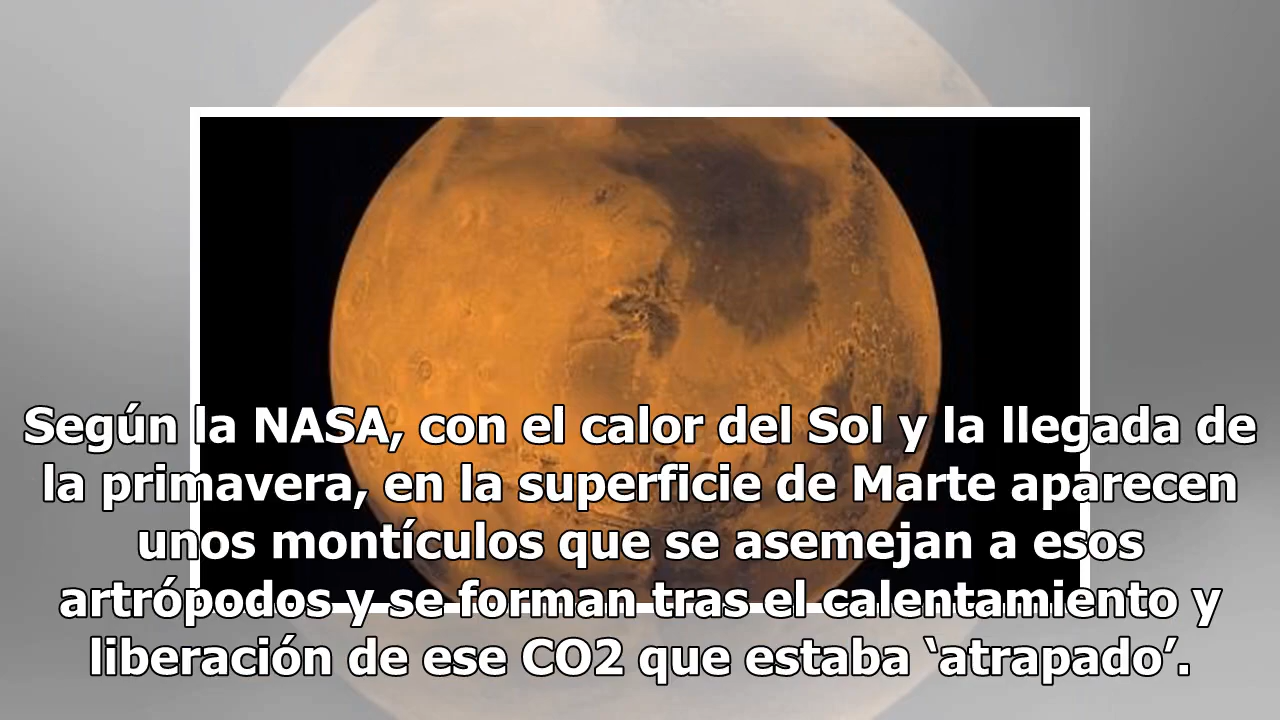 Según la NASA, con el calor del Sol y la llegada de
la primavera, en la superficie de Marte aparecen
unos montículos que se asemejan a esos
artrópodos y se forman tras el calentamiento y
liberación de ese CO2 que estaba ‘atrapado’.